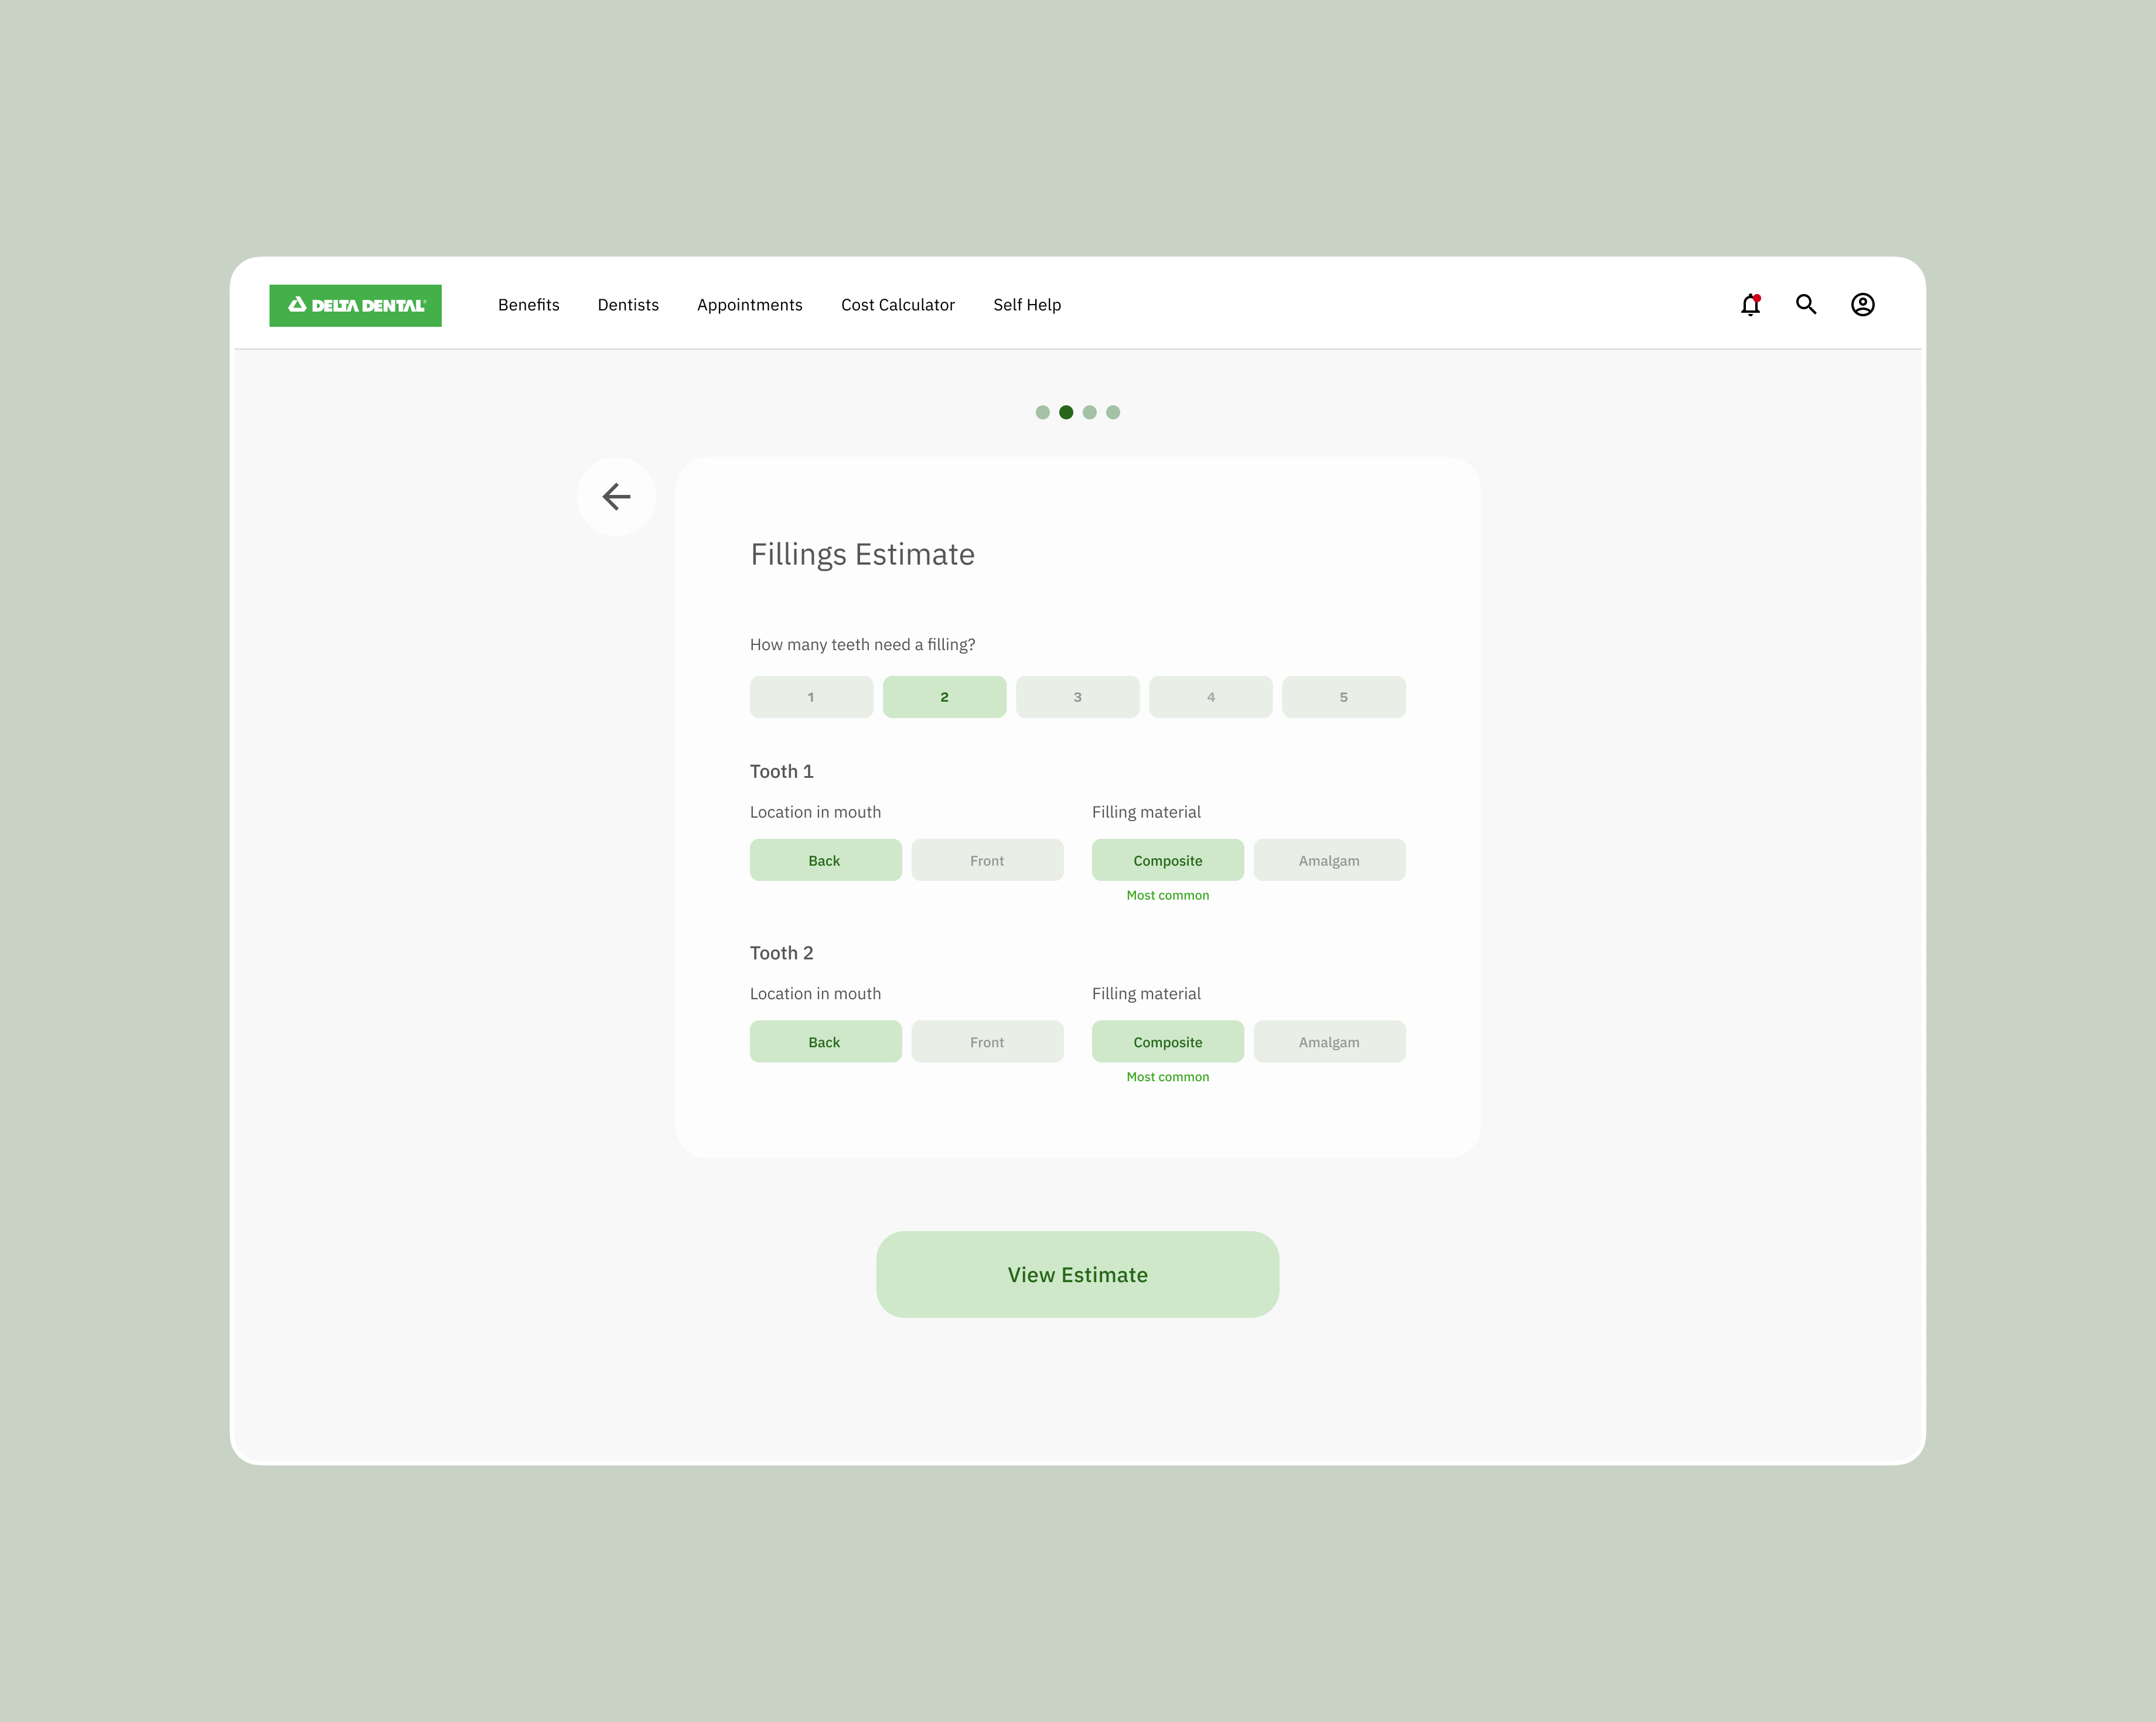 DELTA DENTAL®
Benefits Dentists Appointments Cost Calculator Self Help
Fillings Estimate
How many teeth need a filling?
1 2 3 4 5
Tooth 1
Location in mouth Filling material
Back Front Composite Amalgam
Most common
Tooth 2
Location in mouth Filling material
Back Front Composite Amalgam
Most common
View Estimate